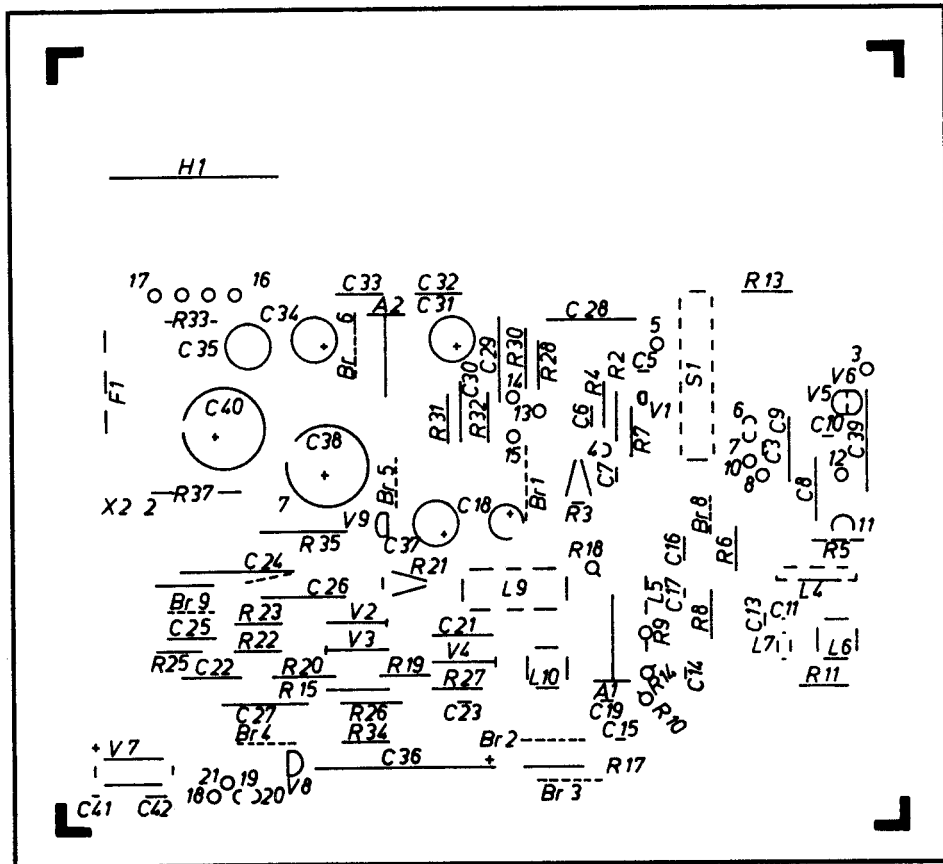 H1
17 16 C33 C32 R13
R33 C34 A2 C31 C28 5
C35 Br 6 C29 R30 R28 C5 3
F1 C30 14 R4 R2 S1 V6
V5
C40 R31 R32 13 C6 V1 6 C9 C10
C38 15 4 R7 7 C3 C39
Br5 C7 10 8 12
X2 2 R37 7 Br1 R3 Br8 C8
V9 C37 C18 11
R35 R18 C16 R6 R5
C24 R21
C26 L9 L5 C17 L4
Br9 R23 V2 R8 C13 C11
C25 R22 V3 C21 R9 L7 L6
R25 C22 R20 R19 V4 L10 R14 C14 R11
R15 R27 A1
C27 R26 C23 C19 R10
Br4 R34 Br2 C15
+ V7 C36 + R17
21 19 V8 Br3
C41 C42 18 20